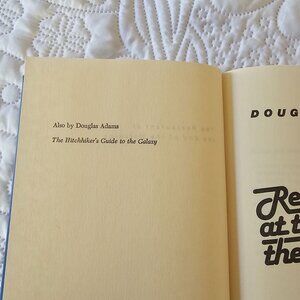 Also by Douglas Adams
The Hitchhiker's Guide to the Galaxy
DOUG
Re
at t
the